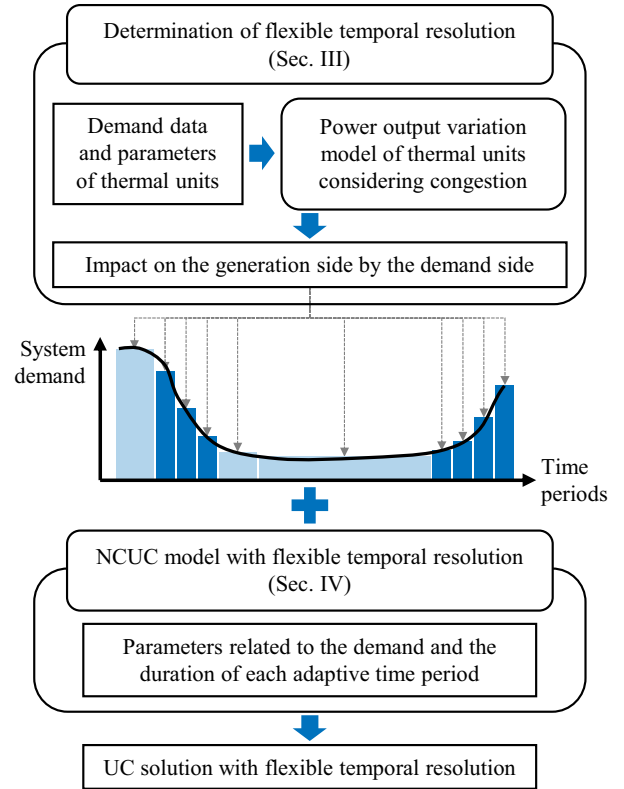 Determination of flexible temporal resolution
(Sec. III)
Demand data
and parameters
of thermal units
Power output variation
model of thermal units
considering congestion
Impact on the generation side by the demand side
System
demand
Time
periods
NCUC model with flexible temporal resolution
(Sec. IV)
Parameters related to the demand and the
duration of each adaptive time period
UC solution with flexible temporal resolution